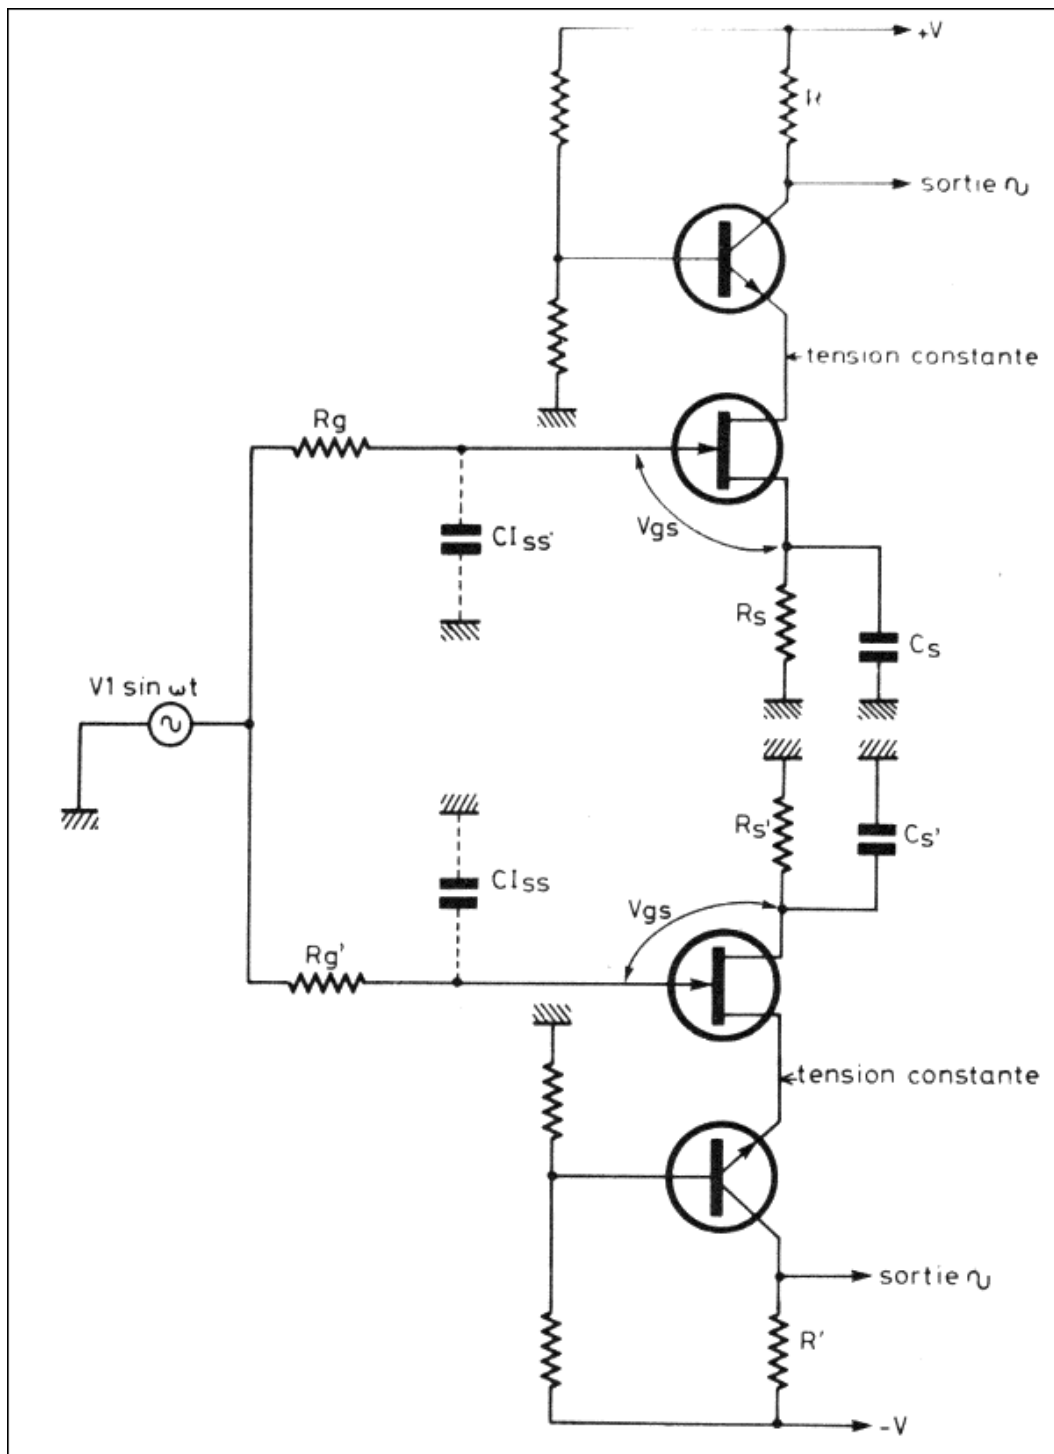 +V
sortie ∿
tension constante
Rg
CIss
Vgs
Rs
Cs
V1 sin ωt
Rs'
Cs'
CIss
Vgs
Rg'
tension constante
sortie ∿
R'
-V